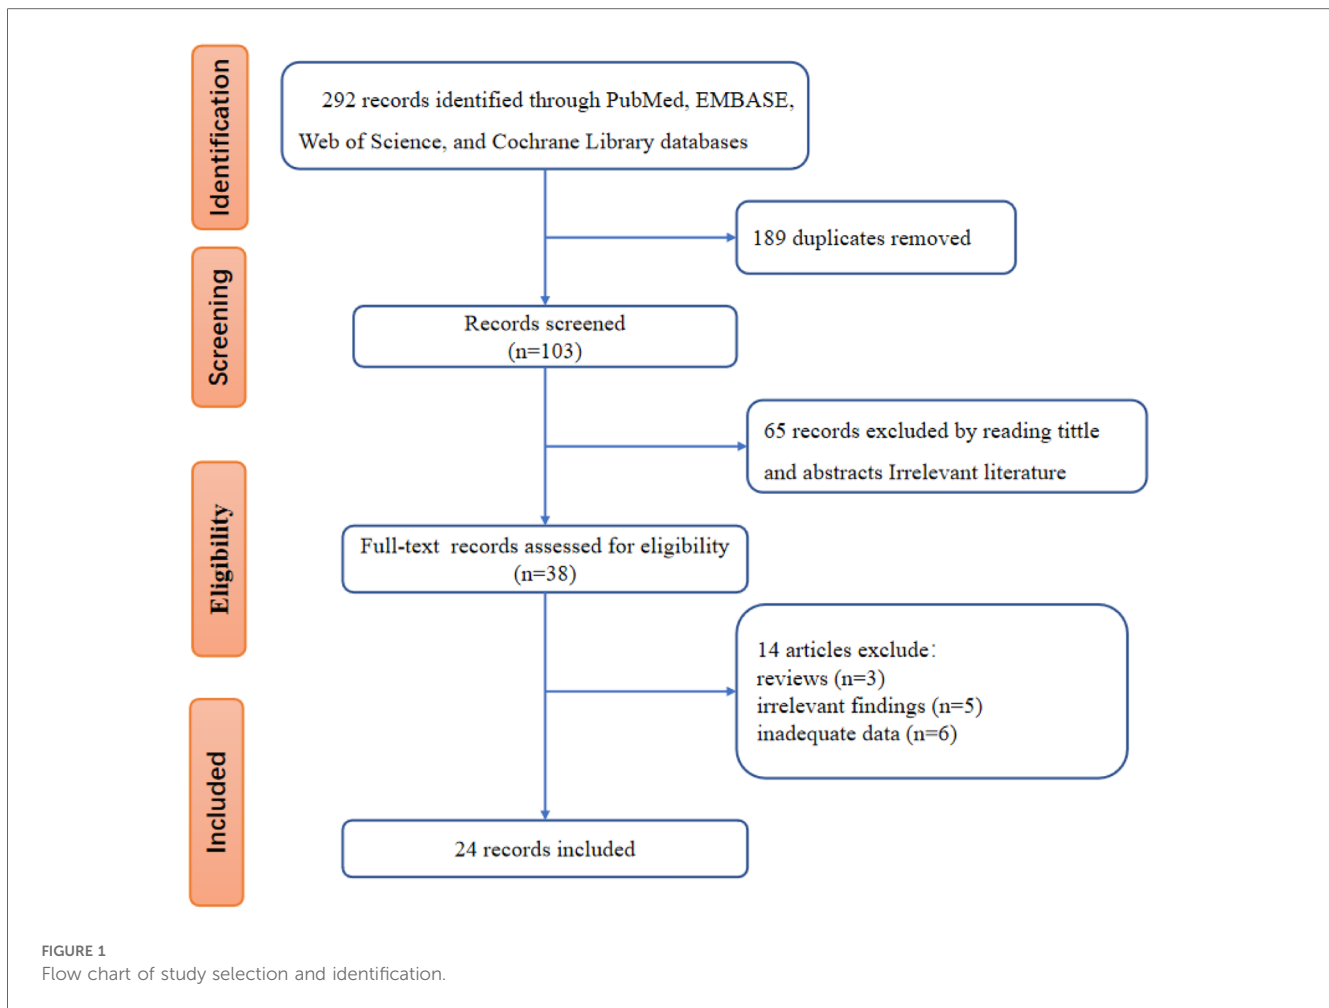 Identification
292 records identified through PubMed, EMBASE,
Web of Science, and Cochrane Library databases
189 duplicates removed
Screening
Records screened
(n=103)
65 records excluded by reading tittle
and abstracts Irrelevant literature
Eligibility
Full-text records assessed for eligibility
(n=38)
14 articles exclude:
reviews (n=3)
irrelevant findings (n=5)
inadequate data (n=6)
Included
24 records included
FIGURE 1
Flow chart of study selection and identification.